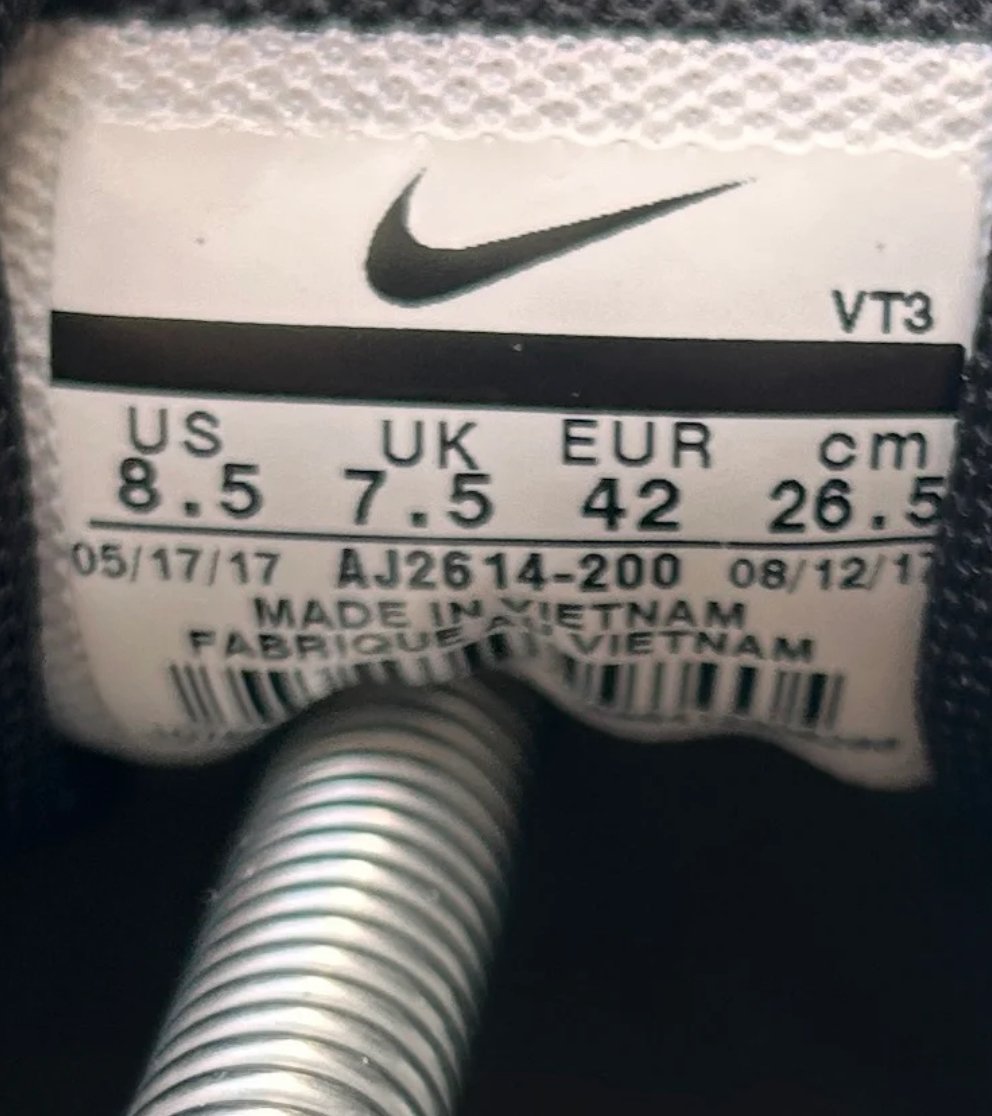 VT3
US UK EUR cm
8.5 7.5 42 26.5
05/17/17 AJ2614-200 08/12/17
MADE IN VIETNAM
FABRIQUE AU VIETNAM